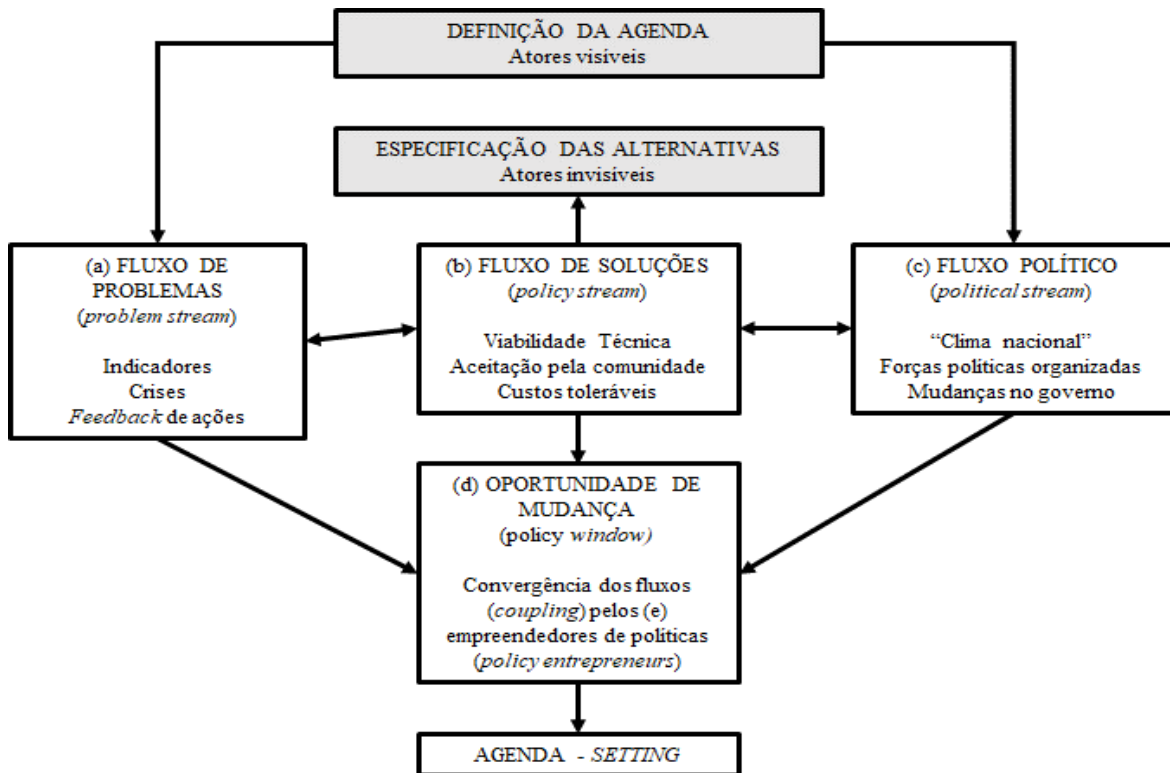 DEFINIÇÃO DA AGENDA
Atores visíveis
ESPECIFICAÇÃO DAS ALTERNATIVAS
Atores invisíveis
(a) FLUXO DE
PROBLEMAS
(problem stream)
Indicadores
Crises
Feedback de ações
(b) FLUXO DE SOLUÇÕES
(policy stream)
Viabilidade Técnica
Aceitação pela comunidade
Custos toleráveis
(c) FLUXO POLÍTICO
(political stream)
“Clima nacional”
Forças políticas organizadas
Mudanças no governo
(d) OPORTUNIDADE DE
MUDANÇA
(policy window)
Convergência dos fluxos
(coupling) pelos (e)
empreendedores de políticas
(policy entrepreneurs)
AGENDA - SETTING